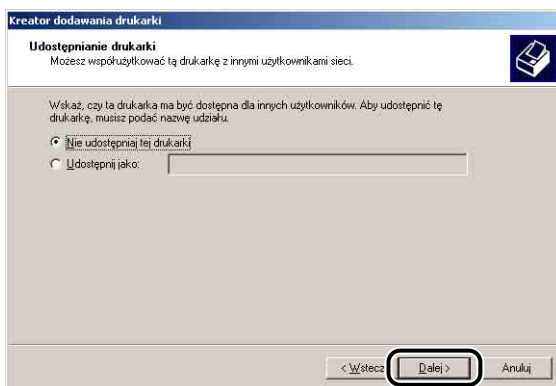 Kreator dodawania drukarki
Udostępnianie drukarki
Możesz współużytkować tą drukarkę z innymi użytkownikami sieci.
Wskaż, czy ta drukarka ma być dostępna dla innych użytkowników. Aby udostępnić tę
drukarkę, musisz podać nazwę udziału.
Nie udostępniaj tej drukarki
Udostępnij jako:
< Wstecz
Dalej >
Anuluj